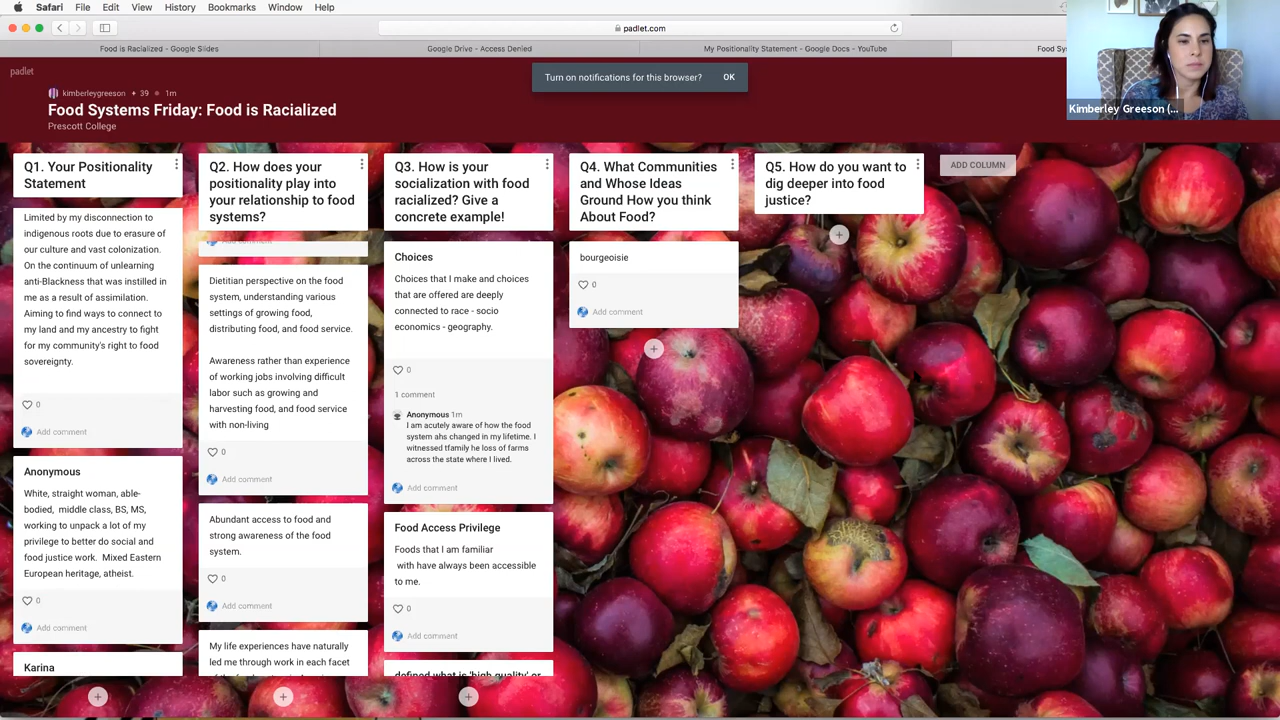 Safari File Edit View History Bookmarks Window Help
padlet.com
Food is Racialized - Google Slides
Google Drive - Access Denied
My Positionality Statement - Google Docs - YouTube
Food Sy
padlet
Turn on notifications for this browser? OK
kimberleygreeson + 39 1m
Food Systems Friday: Food is Racialized
Prescott College
Kimberley Greeson (...
Q1. Your Positionality
Statement
Limited by my disconnection to
indigenous roots due to erasure of
our culture and vast colonization.
On the continuum of unlearning
anti-Blackness that was instilled in
me as a result of assimilation.
Aiming to find ways to connect to
my land and my ancestry to fight
for my community's right to food
sovereignty.
0
Add comment
Anonymous
White, straight woman, able-
bodied, middle class, BS, MS,
working to unpack a lot of my
privilege to better do social and
food justice work. Mixed Eastern
European heritage, atheist.
0
Add comment
Karina
Q2. How does your
positionality play into
your relationship to food
systems?
Add comment
Dietitian perspective on the food
system, understanding various
settings of growing food,
distributing food, and food service.
Awareness rather than experience
of working jobs involving difficult
labor such as growing and
harvesting food, and food service
with non-living
0
Add comment
Abundant access to food and
strong awareness of the food
system.
0
Add comment
My life experiences have naturally
led me through work in each facet
Q3. How is your
socialization with food
racialized? Give a
concrete example!
Choices
Choices that I make and choices
that are offered are deeply
connected to race - socio
economics - geography.
0
1 comment
Anonymous 1m
I am acutely aware of how the food
system ahs changed in my lifetime. I
witnessed tfamily he loss of farms
across the state where I lived.
Add comment
Food Access Privilege
Foods that I am familiar
with have always been accessible
to me.
0
Add comment
defined what is 'high quality' or
Q4. What Communities
and Whose Ideas
Ground How you think
About Food?
bourgeoisie
0
Add comment
Q5. How do you want to
dig deeper into food
justice?
ADD COLUMN